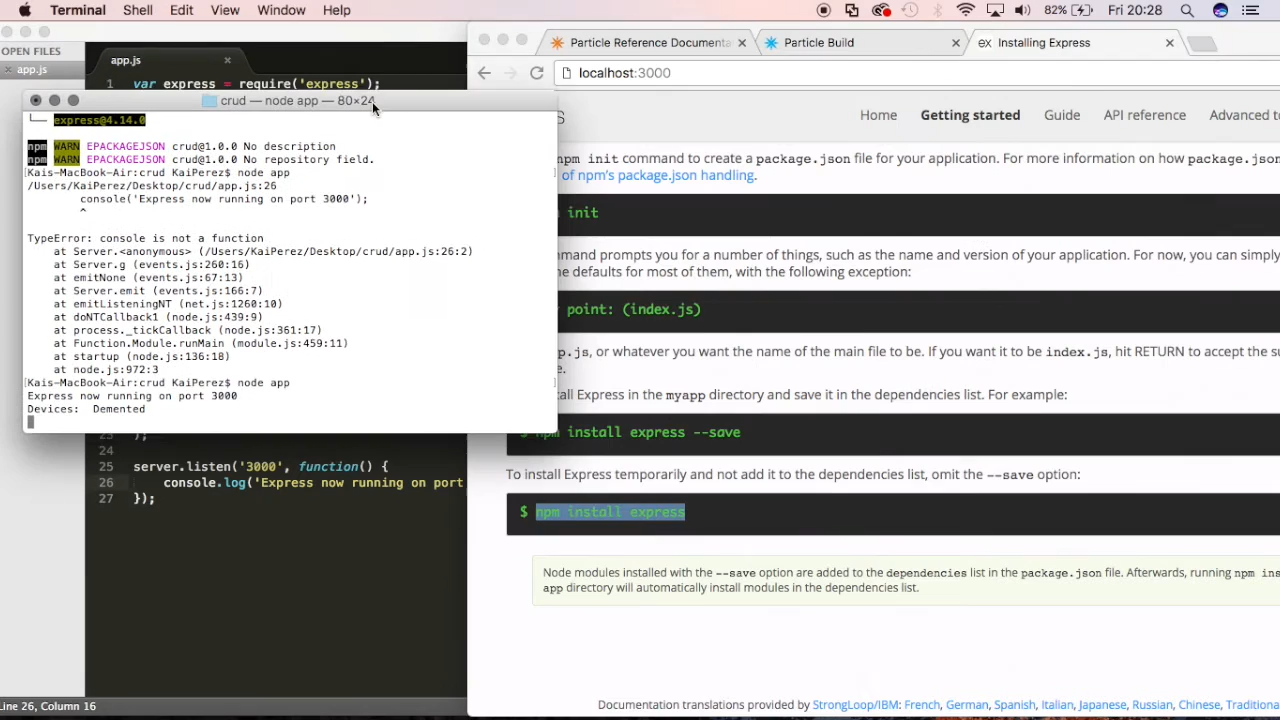 Terminal Shell Edit View Window Help 82% Fri 20:28
OPEN FILES
app.js
app.js
1 var express = require('express');
crud — node app — 80×24
express@4.14.0
npm WARN EPACKAGEJSON crud@1.0.0 No description
npm WARN EPACKAGEJSON crud@1.0.0 No repository field.
[Kais-MacBook-Air:crud KaiPerez$ node app ]
/Users/KaiPerez/Desktop/crud/app.js:26
console('Express now running on port 3000');
^
TypeError: console is not a function
at Server.<anonymous> (/Users/KaiPerez/Desktop/crud/app.js:26:2)
at Server.g (events.js:260:16)
at emitNone (events.js:67:13)
at Server.emit (events.js:166:7)
at emitListeningNT (net.js:1260:10)
at doNTCallback1 (node.js:439:9)
at process._tickCallback (node.js:361:17)
at Function.Module.runMain (module.js:459:11)
at startup (node.js:136:18)
at node.js:972:3
[Kais-MacBook-Air:crud KaiPerez$ node app ]
Express now running on port 3000
Devices: Demented
23 );
24
25 server.listen('3000', function() {
26 console.log('Express now running on port
27 });
Line 26, Column 16
Particle Reference Documenta
Particle Build
ex Installing Express
localhost:3000
s
Home Getting started Guide API reference Advanced to
npm init command to create a package.json file for your application. For more information on how package.json
of npm's package.json handling.
init
mmand prompts you for a number of things, such as the name and version of your application. For now, you can simply
e defaults for most of them, with the following exception:
point: (index.js)
p.js, or whatever you want the name of the main file to be. If you want it to be index.js, hit RETURN to accept the su
e.
all Express in the myapp directory and save it in the dependencies list. For example:
$ npm install express --save
To install Express temporarily and not add it to the dependencies list, omit the --save option:
$ npm install express
Node modules installed with the --save option are added to the dependencies list in the package.json file. Afterwards, running npm ins
app directory will automatically install modules in the dependencies list.
Documentation translations provided by StrongLoop/IBM: French, German, Spanish, Italian, Japanese, Russian, Chinese, Traditiona